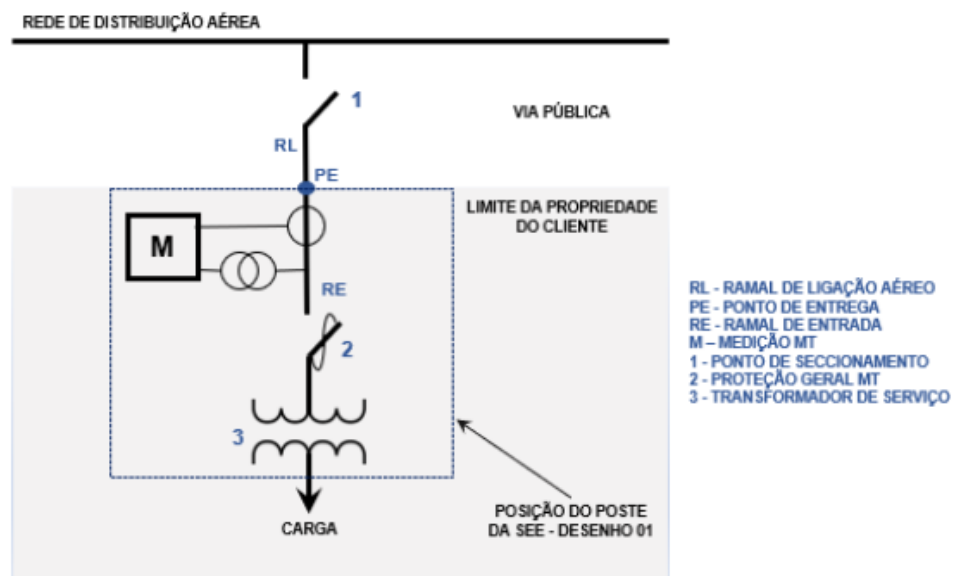 REDE DE DISTRIBUIÇÃO AÉREA
1
VIA PÚBLICA
RL
PE
LIMITE DA PROPRIEDADE
DO CLIENTE
M
RE
2
3
CARGA
POSIÇÃO DO POSTE
DA SEE - DESENHO 01
RL - RAMAL DE LIGAÇÃO AÉREO
PE - PONTO DE ENTREGA
RE - RAMAL DE ENTRADA
M – MEDIÇÃO MT
1 - PONTO DE SECCIONAMENTO
2 - PROTEÇÃO GERAL MT
3 - TRANSFORMADOR DE SERVIÇO